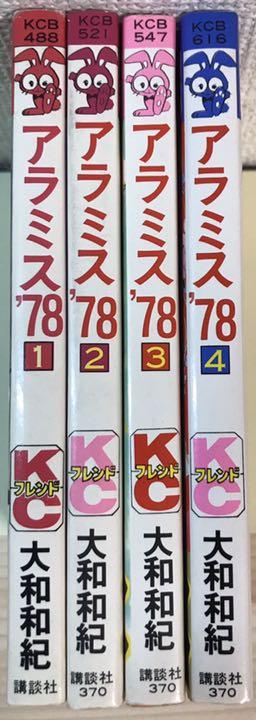 KCB
488
アラミス'78
1
KC
フレンド
大和和紀
講談社
KCB
521
アラミス'78
2
KC
フレンド
大和和紀
講談社
370
KCB
547
アラミス'78
3
KC
フレンド
大和和紀
講談社
370
KCB
616
アラミス'78
4
KC
フレンド
大和和紀
講談社
370